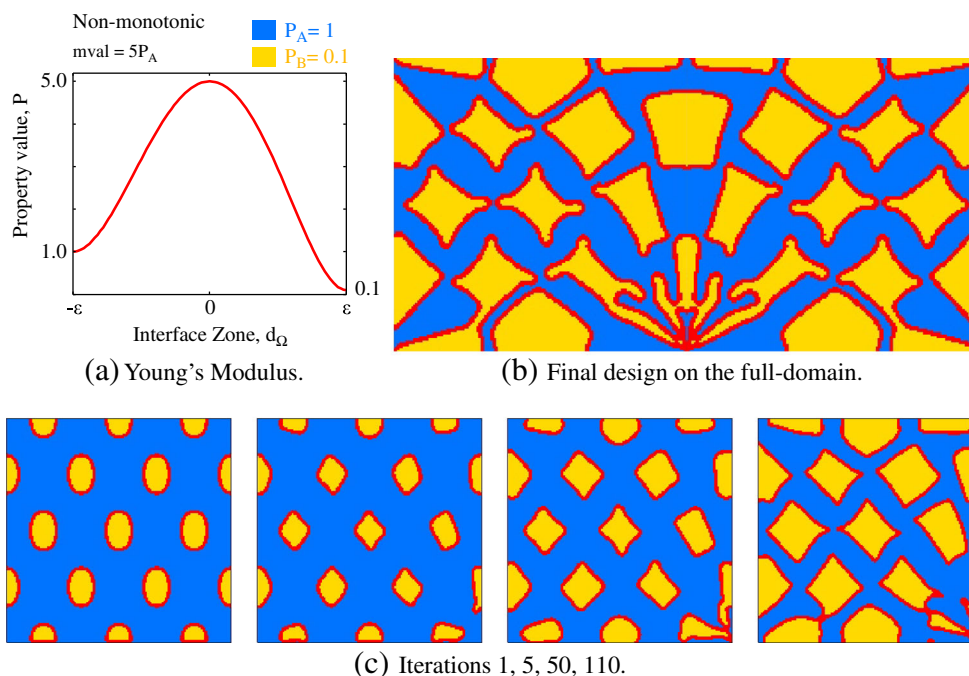 Non-monotonic
mval = 5P_A
P_A= 1
P_B= 0.1
5.0
1.0
0.1
Property value, P
-ε 0 ε
Interface Zone, d_Ω
(a) Young's Modulus.
(b) Final design on the full-domain.
(c) Iterations 1, 5, 50, 110.